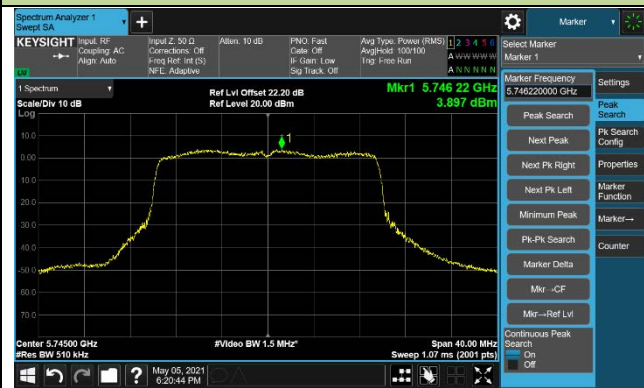 Spectrum Analyzer 1
Swept SA
+
Marker
KEYSIGHT
Input: RF
Coupling: AC
Align: Auto
Input Z: 50 Ω
Corrections: Off
Freq Ref: Int (S)
NFE: Adaptive
Atten: 10 dB
PNO: Fast
Gate: Off
IF Gain: Low
Sig Track: Off
Avg Type: Power (RMS)
Avg|Hold: 100/100
Trig: Free Run
1 2 3 4 5 6
A W W W W W
A N N N N N
Select Marker
Marker 1
1 Spectrum
Scale/Div 10 dB
Log
Ref Lvl Offset 22.20 dB
Ref Level 20.00 dBm
Mkr1 5.746 22 GHz
3.897 dBm
Marker Frequency
5.746220000 GHz
Settings
Peak Search
Peak
Search
Next Peak
Pk Search
Config
Next Pk Right
Properties
Next Pk Left
Marker
Function
Minimum Peak
Marker→
Pk-Pk Search
Counter
Marker Delta
Mkr→CF
Mkr→Ref Lvl
Continuous Peak
Search
On
Off
10.0
0.00
10.0
20.0
30.0
40.0
50.0
60.0
70.0
1
Center 5.74500 GHz
#Res BW 510 kHz
#Video BW 1.5 MHz*
Span 40.00 MHz
Sweep 1.07 ms (2001 pts)
?
May 05, 2021
6:20:44 PM